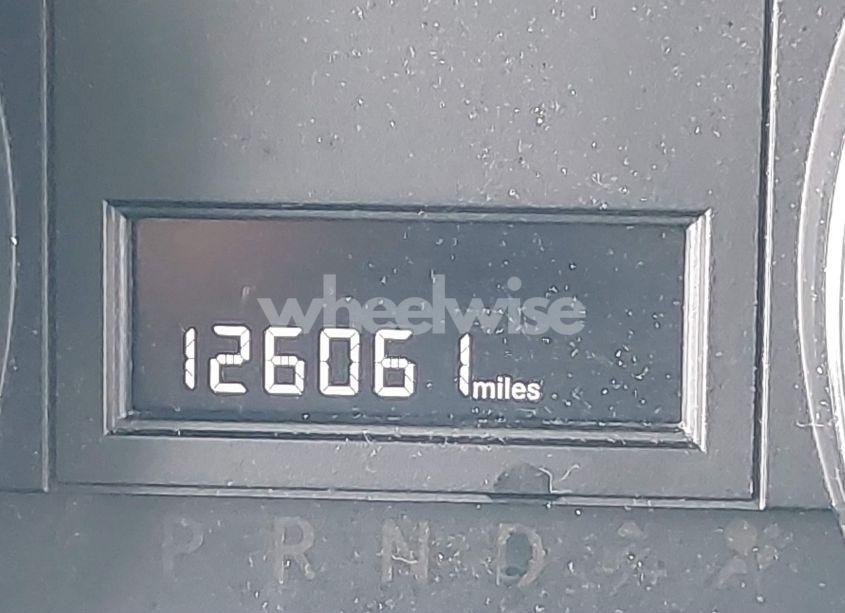 wheelwise
126061 miles
P R N D